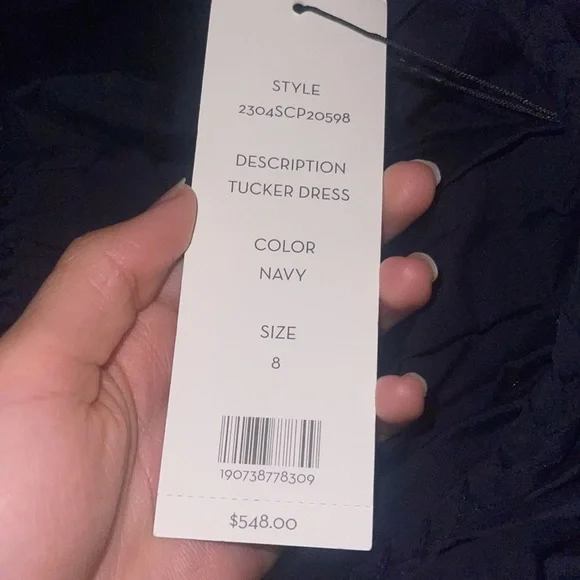 STYLE
2304SCP20598
DESCRIPTION
TUCKER DRESS
COLOR
NAVY
SIZE
8
190738778309
$548.00